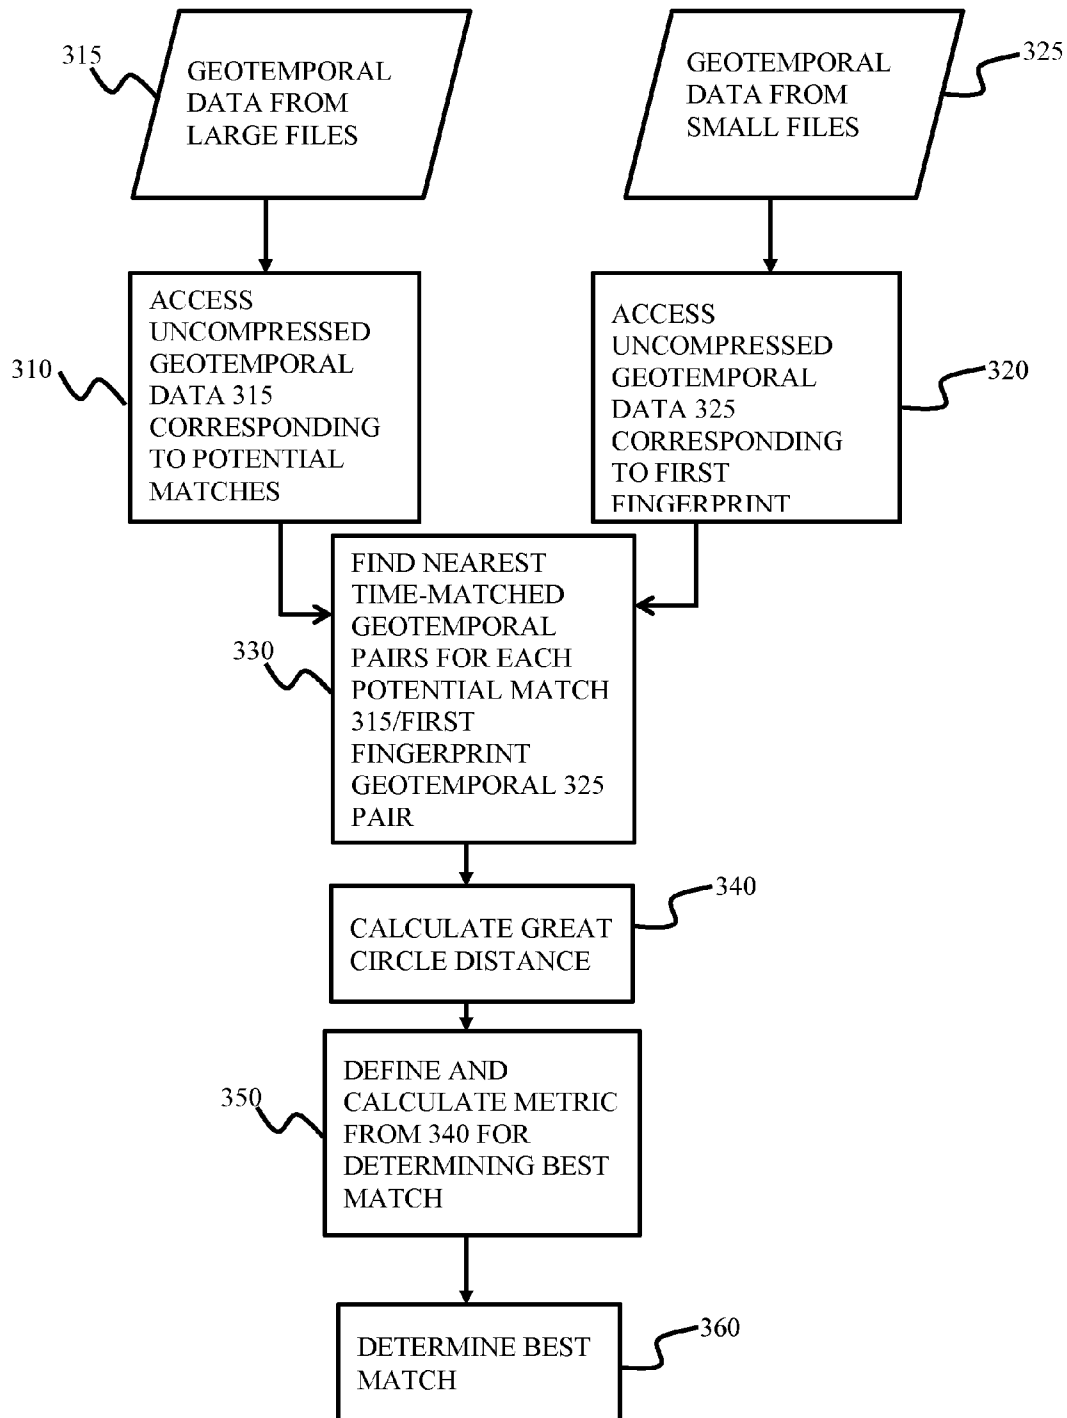 315
GEOTEMPORAL
DATA FROM
LARGE FILES
GEOTEMPORAL
DATA FROM
SMALL FILES
325
310
ACCESS
UNCOMPRESSED
GEOTEMPORAL
DATA 315
CORRESPONDING
TO POTENTIAL
MATCHES
ACCESS
UNCOMPRESSED
GEOTEMPORAL
DATA 325
CORRESPONDING
TO FIRST
FINGERPRINT
320
330
FIND NEAREST
TIME-MATCHED
GEOTEMPORAL
PAIRS FOR EACH
POTENTIAL MATCH
315/FIRST
FINGERPRINT
GEOTEMPORAL 325
PAIR
340
CALCULATE GREAT
CIRCLE DISTANCE
350
DEFINE AND
CALCULATE METRIC
FROM 340 FOR
DETERMINING BEST
MATCH
360
DETERMINE BEST
MATCH